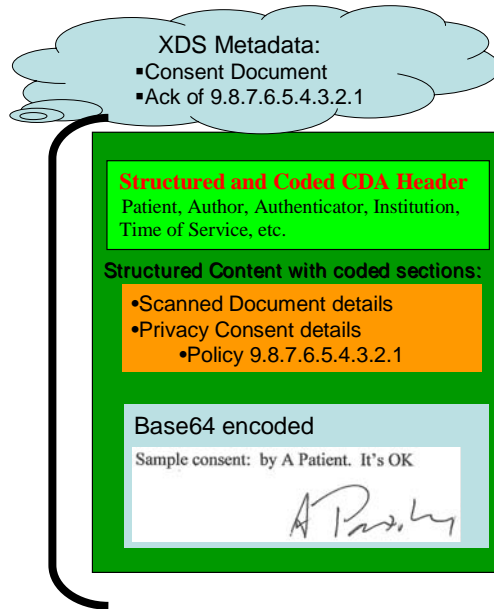 XDS Metadata:
▪Consent Document
▪Ack of 9.8.7.6.5.4.3.2.1
Structured and Coded CDA Header
Patient, Author, Authenticator, Institution,
Time of Service, etc.
Structured Content with coded sections:
•Scanned Document details
•Privacy Consent details
•Policy 9.8.7.6.5.4.3.2.1
Base64 encoded
Sample consent: by A Patient. It's OK